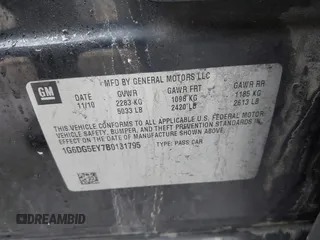 MFD BY GENERAL MOTORS LLC
GM
DATE GVWR GAWR FRT GAWR RR
11/10 2283 KG 1098 KG 1185 KG
5033 LB 2420 LB 2613 LB
THIS VEHICLE CONFORMS TO ALL APPLICABLE U.S. FEDERAL MOTOR VEHICLE
SAFETY, BUMPER, AND THEFT PREVENTION STANDARDS IN EFFECT
ON THE DATE OF MANUFACTURE SHOWN ABOVE.
1G6DG5EY7B0131795 TYPE: PASS CAR
DREAMBID